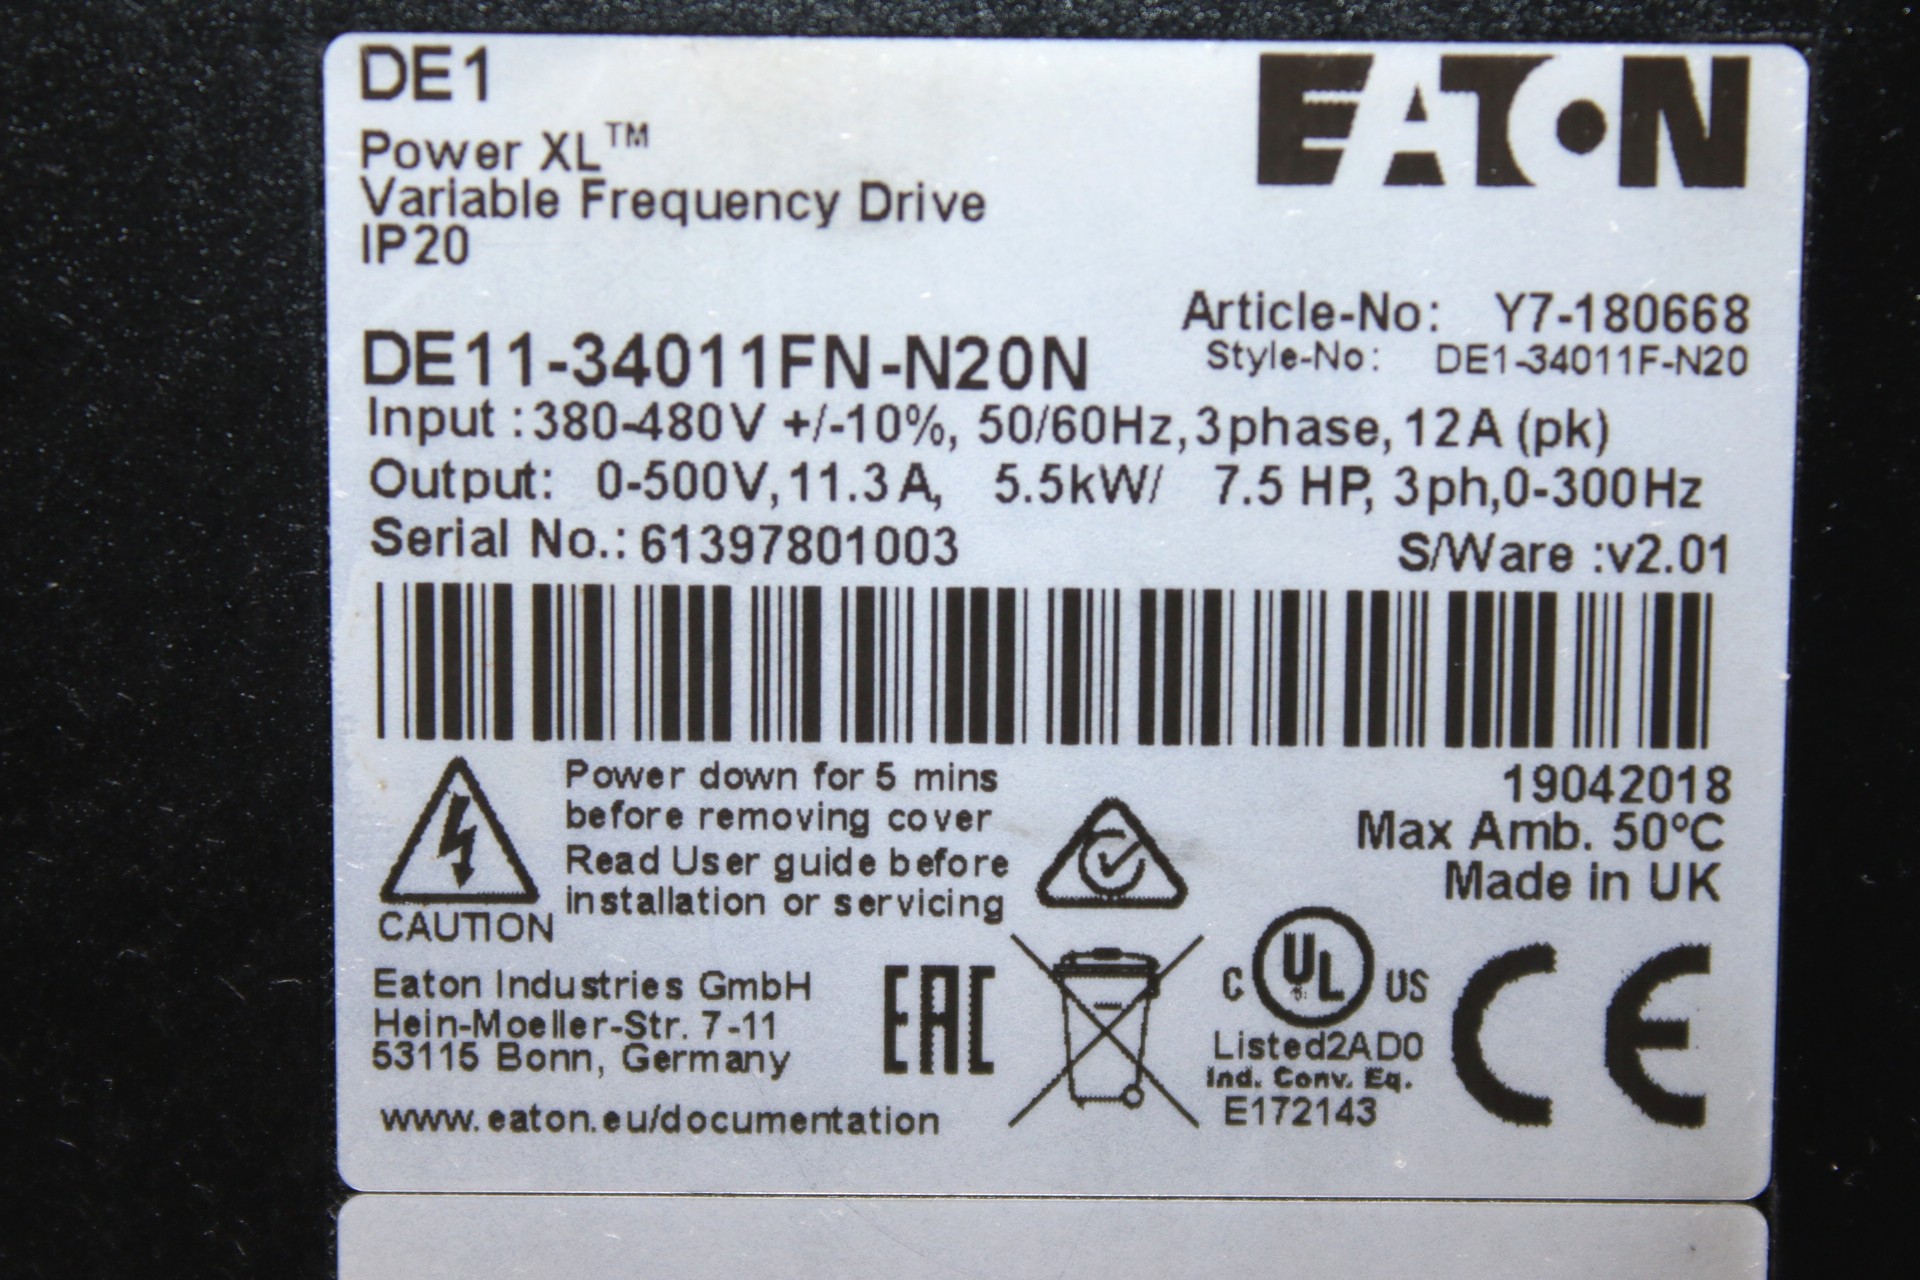 DE1
EATON
Power XL™
Variable Frequency Drive
IP20
Article-No: Y7-180668
DE11-34011FN-N20N
Style-No: DE1-34011F-N20
Input : 380-480V +/-10%, 50/60Hz, 3phase, 12A (pk)
Output: 0-500V, 11.3 A, 5.5kW/ 7.5 HP, 3ph,0-300Hz
Serial No.: 61397801003
S/Ware :v2.01
Power down for 5 mins
before removing cover
Read User guide before
installation or servicing
CAUTION
19042018
Max Amb. 50°C
Made in UK
Eaton Industries GmbH
Hein-Moeller-Str. 7-11
53115 Bonn, Germany
www.eaton.eu/documentation
EAC
C UL US
Listed2AD0
Ind. Conv. Eq.
E172143
CE